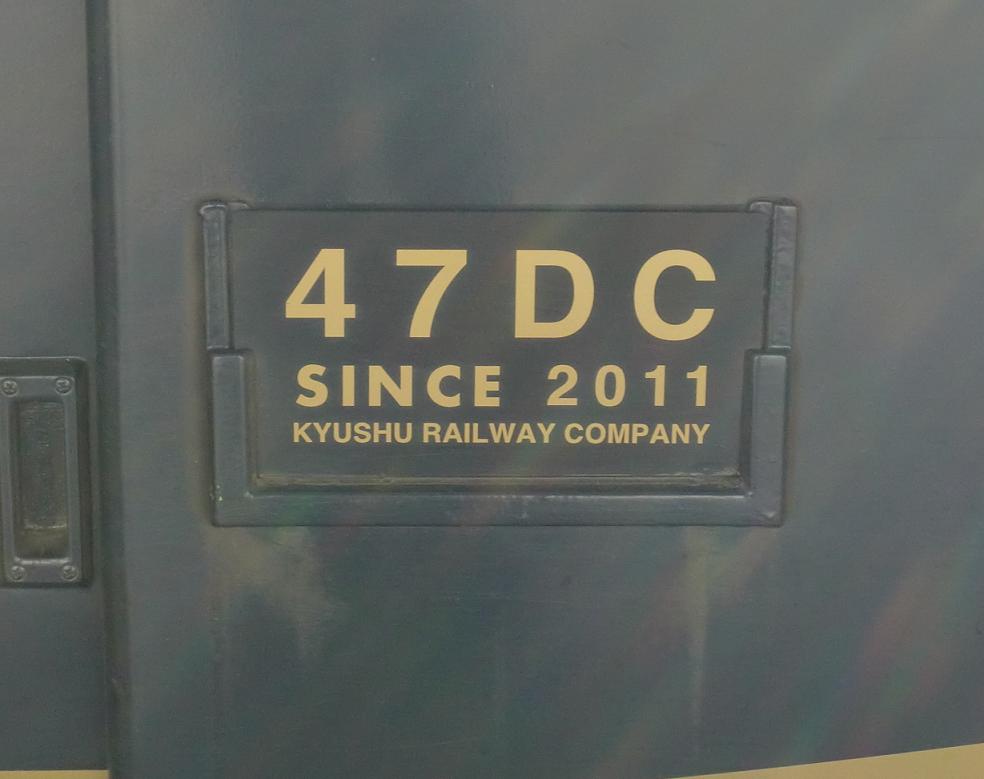 47DC
SINCE 2011
KYUSHU RAILWAY COMPANY